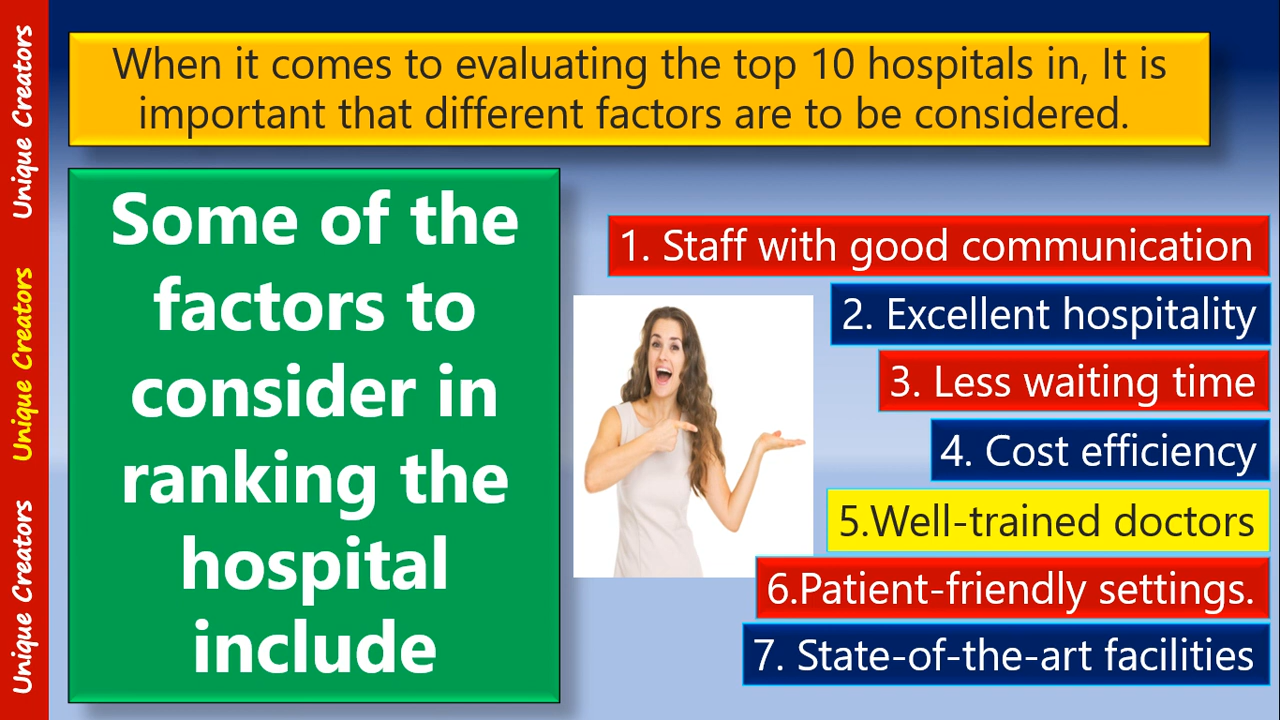 When it comes to evaluating the top 10 hospitals in, It is
important that different factors are to be considered.
Some of the
factors to
consider in
ranking the
hospital
include
1. Staff with good communication
2. Excellent hospitality
3. Less waiting time
4. Cost efficiency
5.Well-trained doctors
6.Patient-friendly settings.
7. State-of-the-art facilities
Unique Creators
Unique Creators
Unique Creators